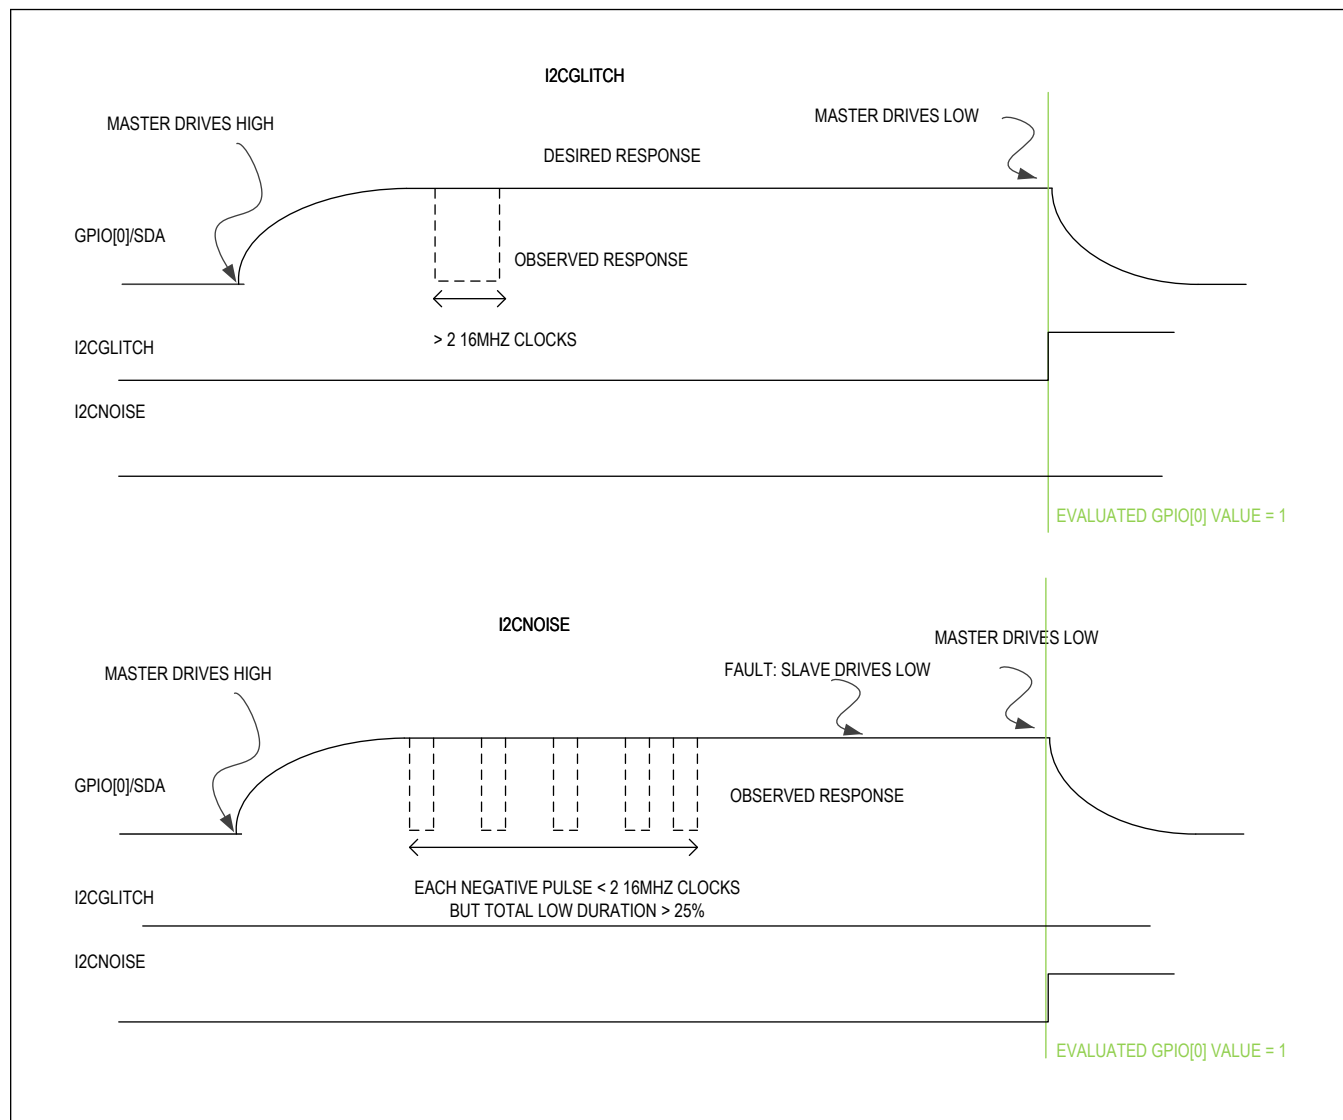 I2CGLITCH
MASTER DRIVES HIGH
MASTER DRIVES LOW
DESIRED RESPONSE
GPIO[0]/SDA
OBSERVED RESPONSE
> 2 16MHZ CLOCKS
I2CGLITCH
I2CNOISE
EVALUATED GPIO[0] VALUE = 1
I2CNOISE
MASTER DRIVES LOW
MASTER DRIVES HIGH
FAULT: SLAVE DRIVES LOW
GPIO[0]/SDA
OBSERVED RESPONSE
EACH NEGATIVE PULSE < 2 16MHZ CLOCKS
BUT TOTAL LOW DURATION > 25%
I2CGLITCH
I2CNOISE
EVALUATED GPIO[0] VALUE = 1